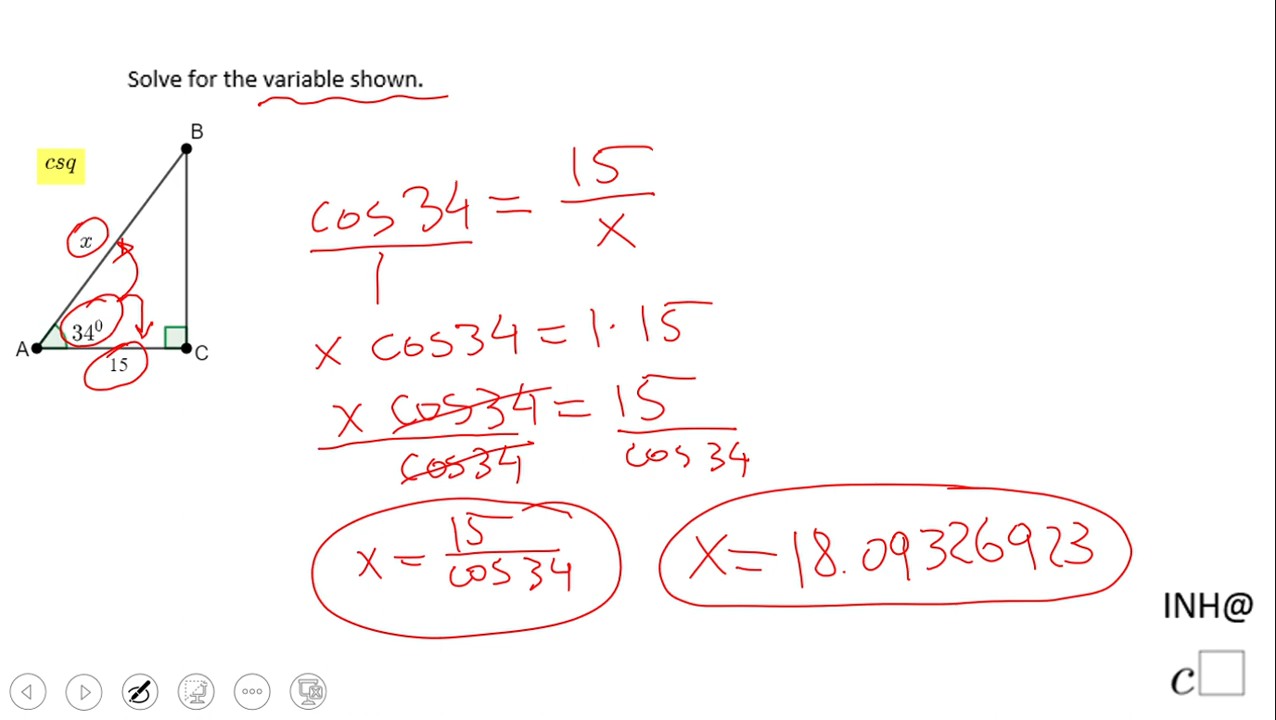 Solve for the variable shown.
B
csq
x
34⁰
A
15
C
cos 34 = 15/x
1
x cos 34 = 1 · 15
x cos 34 / cos 34 = 15 / cos 34
x = 15 / cos 34
x = 18.09326923
INH@
c